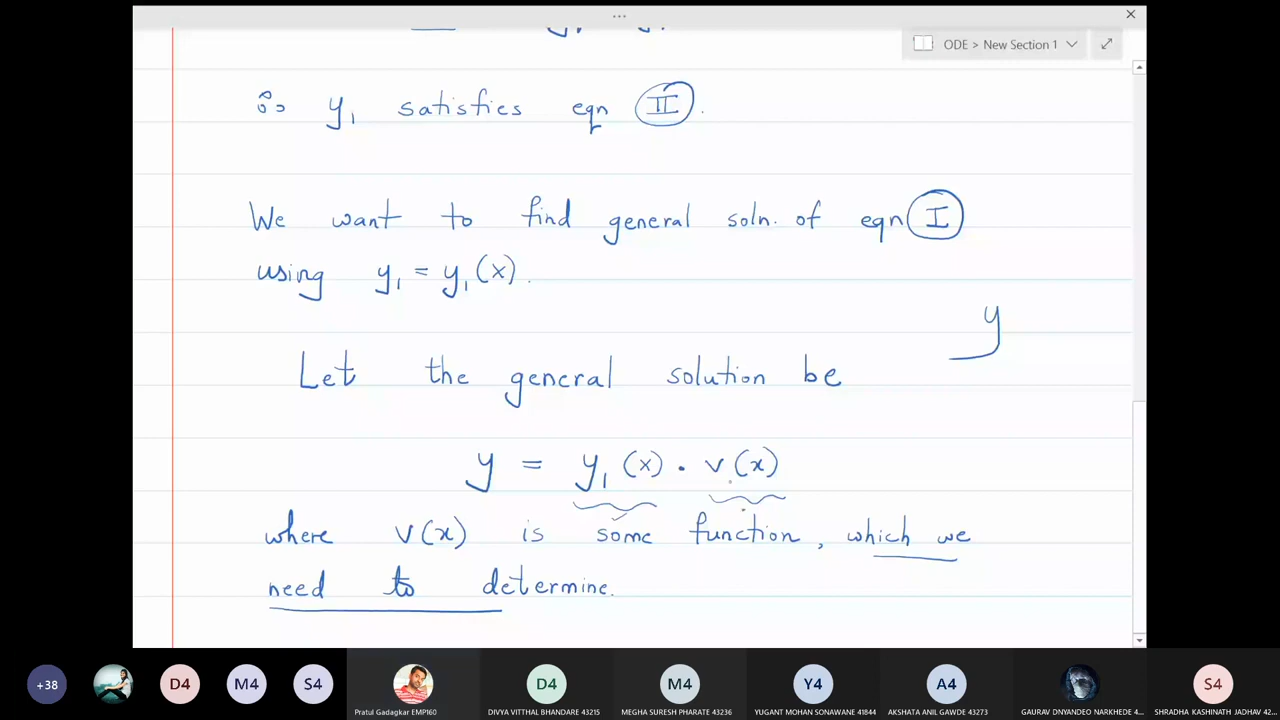 ODE > New Section 1
∴ y₁ satisfies eqn II.
We want to find general soln. of eqn I
using y₁ = y₁(x).
y
Let the general solution be
y = y₁(x) · v(x)
where v(x) is some function, which we
need to determine.
+38 D4 M4 S4 D4 M4 Y4 A4 S4
Pratul Gadagkar EMP160 DIVYA VITTHAL BHANDARE 43215 MEGHA SURESH PHARATE 43236 YUGANT MOHAN SONAWANE 41844 AKSHATA ANIL GAWDE 43273 GAURAV DNYANDEO NARKHEDE 4... SHRADHA KASHINATH JADHAV 42...